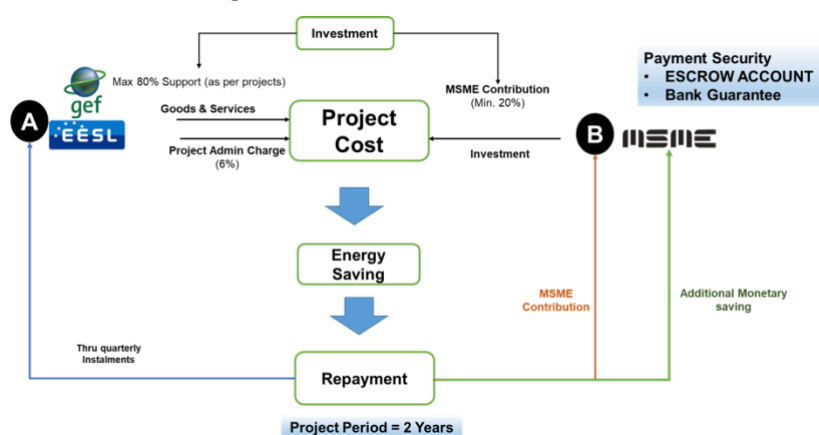 Investment
Max 80% Support (as per projects)
MSME Contribution
(Min. 20%)
Payment Security
• ESCROW ACCOUNT
• Bank Guarantee
gef
A
EESL
Goods & Services
Project Admin Charge
(6%)
Project
Cost
Investment
B
MSME
Energy
Saving
MSME
Contribution
Additional Monetary
saving
Thru quarterly
Instalments
Repayment
Project Period = 2 Years